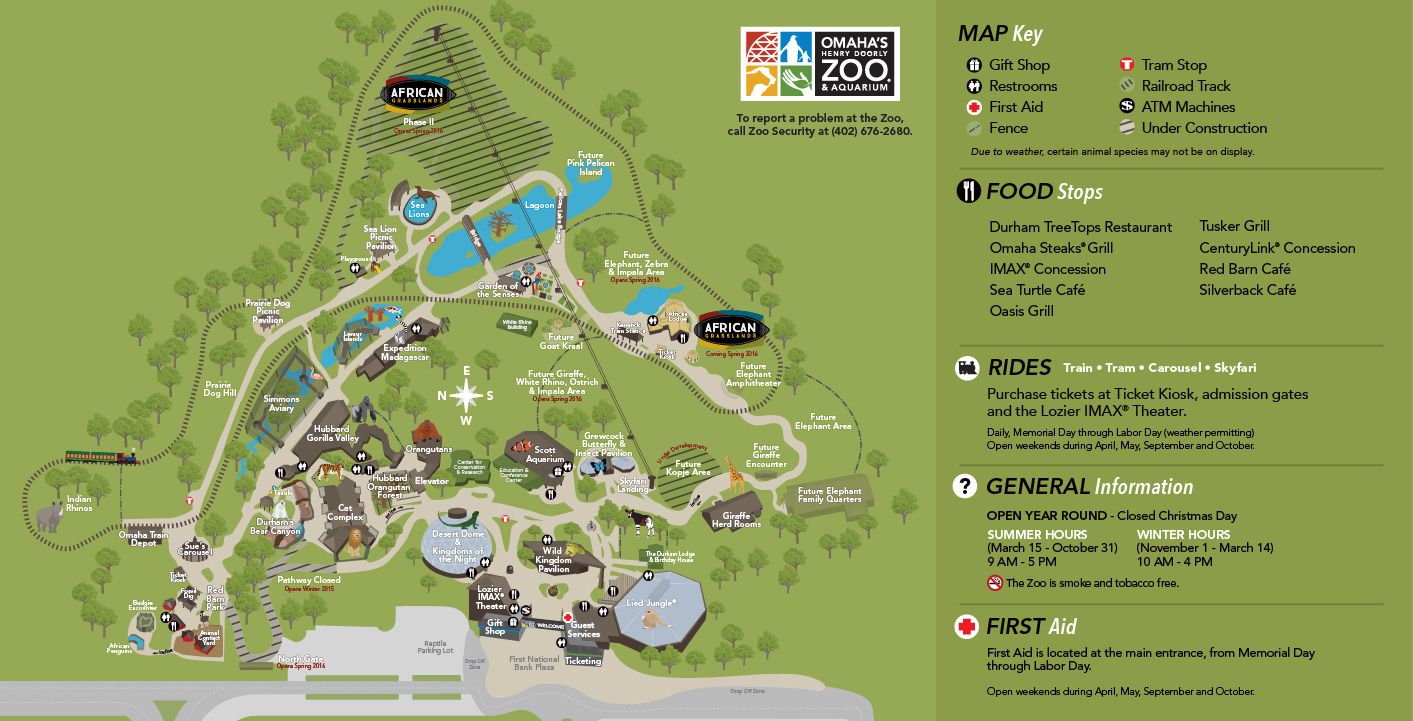 AFRICAN
GRASSLANDS
Phase II
Opens Spring 2016
OMAHA'S
HENRY DOORLY
ZOO
& AQUARIUM
To report a problem at the Zoo,
call Zoo Security at (402) 676-2680.
Future
Pink Pelican
Island
Sea
Lions
Lagoon
Bridge
Sea Lion
Picnic
Pavilion
Playground
Future
Elephant, Zebra
& Impala Area
Opens Spring 2016
Garden of
the Senses
Prairie Dog
Picnic
Pavilion
Lemur
Islands
Expedition
Madagascar
White Rhino
Building
Future
Goat Kraal
Kenefick
Train Station
African
Lodge
Ticket
Kiosk
AFRICAN
GRASSLANDS
Coming Spring 2016
Future
Elephant
Amphitheater
Prairie
Dog Hill
Simmons
Aviary
E
N S
W
Future Giraffe,
White Rhino, Ostrich
& Impala Area
Opens Spring 2016
Future
Elephant Area
Hubbard
Gorilla Valley
Orangutans
Scott
Aquarium
Grewcock
Butterfly &
Insect Pavilion
Under Development
Future
Kopje Area
Future
Giraffe
Encounter
Center for
Conservation
& Research
Education &
Conference
Center
Skyfari
Landing
Hubbard
Orangutan
Forest
Elevator
Future Elephant
Family Quarters
Indian
Rhinos
Durham's
Bear Canyon
Cat
Complex
Giraffe
Herd Rooms
Omaha Train
Depot
Sue's
Carousel
Desert Dome
&
Kingdoms of
the Night
Wild
Kingdom
Pavilion
The Durham Lodge
& Birthday House
Ticket
Kiosk
Pathway Closed
Opens Winter 2015
Fossil
Dig
Red
Barn
Park
Budgie
Encounter
Lozier
IMAX®
Theater
Lied Jungle®
Gift
Shop
WELCOME
Guest
Services
Animal
Contact
Yard
African
Penguins
Incline
Reptile
Parking Lot
North Gate
Opens Spring 2016
Drop Off
Zone
First National
Bank Plaza
Ticketing
Drop Off Zone
MAP Key
Gift Shop
Restrooms
First Aid
Fence
Tram Stop
Railroad Track
ATM Machines
Under Construction
Due to weather, certain animal species may not be on display.
FOOD Stops
Durham TreeTops Restaurant
Omaha Steaks® Grill
IMAX® Concession
Sea Turtle Café
Oasis Grill
Tusker Grill
CenturyLink® Concession
Red Barn Café
Silverback Café
RIDES Train • Tram • Carousel • Skyfari
Purchase tickets at Ticket Kiosk, admission gates
and the Lozier IMAX® Theater.
Daily, Memorial Day through Labor Day (weather permitting)
Open weekends during April, May, September and October.
? GENERAL Information
OPEN YEAR ROUND - Closed Christmas Day
SUMMER HOURS
(March 15 - October 31)
9 AM - 5 PM
WINTER HOURS
(November 1 - March 14)
10 AM - 4 PM
The Zoo is smoke and tobacco free.
FIRST Aid
First Aid is located at the main entrance, from Memorial Day
through Labor Day.
Open weekends during April, May, September and October.